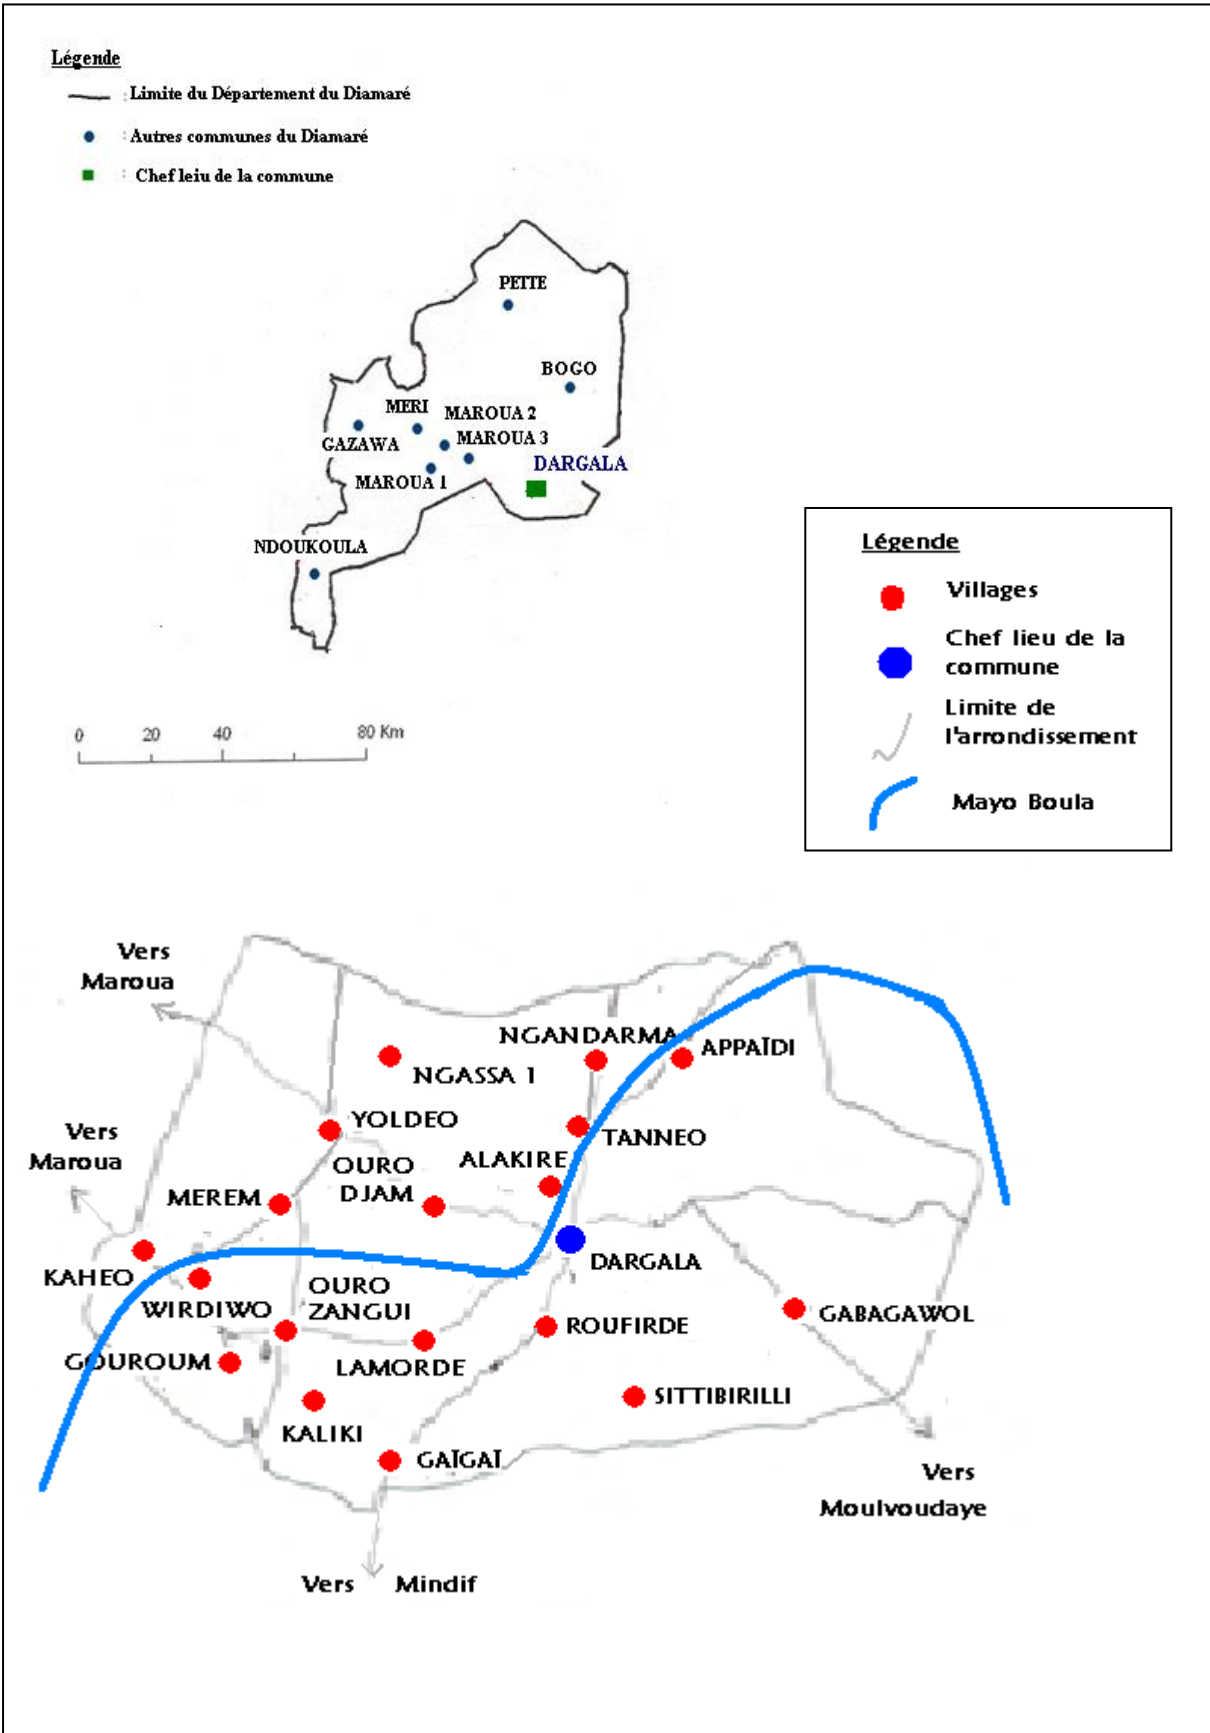 Légende
: Limite du Département du Diamaré
: Autres communes du Diamaré
: Chef leiu de la commune
PETTE
BOGO
MERI
MAROUA 2
GAZAWA
MAROUA 3
DARGALA
MAROUA 1
NDOUKOULA
0 20 40 80 Km
Légende
Villages
Chef lieu de la
commune
Limite de
l'arrondissement
Mayo Boula
Vers
Maroua
NGANDARMA
APPAÏDI
NGASSA 1
YOLDEO
TANNEO
Vers
Maroua
OURO
DJAM
ALAKIRE
MEREM
DARGALA
KAHEO
WIRDIWO
OURO
ZANGUI
ROUFIRDE
GABAGAWOL
GOUROUM
LAMORDE
SITTIBIRILLI
KALIKI
GAÏGAÏ
Vers
Moulvoudaye
Vers Mindif